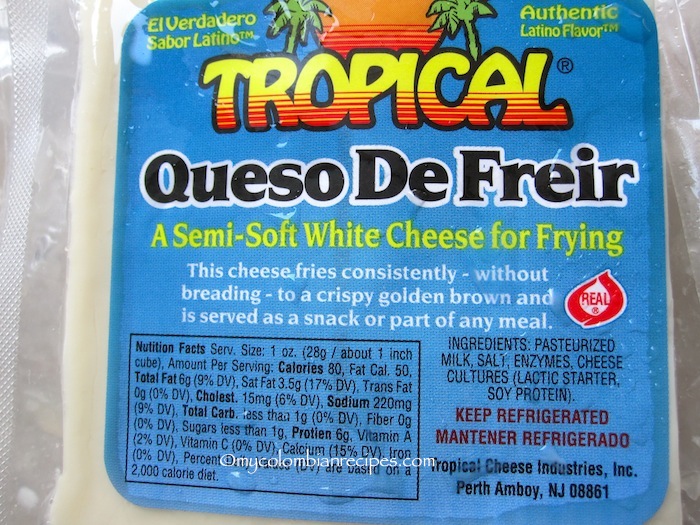 El Verdadero
Sabor Latino™
Authentic
Latino Flavor™
TROPICAL®
Queso De Freir
A Semi-Soft White Cheese for Frying
This cheese fries consistently - without
breading - to a crispy golden brown and
is served as a snack or part of any meal.
REAL
®
Nutition Facts Serv. Size: 1 oz. (28g / about 1 inch
cube), Amount Per Serving: Calories 80, Fat Cal. 50,
Total Fat 6g (9% DV), Sat Fat 3.5g (17% DV), Trans Fat
0g (0% DV), Cholest. 15mg (6% DV), Sodium 220mg
(9% DV), Total Carb. less than 1g (0% DV), Fiber 0g
(0% DV), Sugars less than 1g, Protien 6g, Vitamin A
(2% DV), Vitamin C (0% DV), Calcium (15% DV), Iron
(0% DV), Percent (DV) are based on a
2,000 calorie diet.
INGREDIENTS: PASTEURIZED
MILK, SALT, ENZYMES, CHEESE
CULTURES (LACTIC STARTER,
SOY PROTEIN).
KEEP REFRIGERATED
MANTENER REFRIGERADO
Tropical Cheese Industries, Inc.
Perth Amboy, NJ 08861
©mycolombianrecipes.com